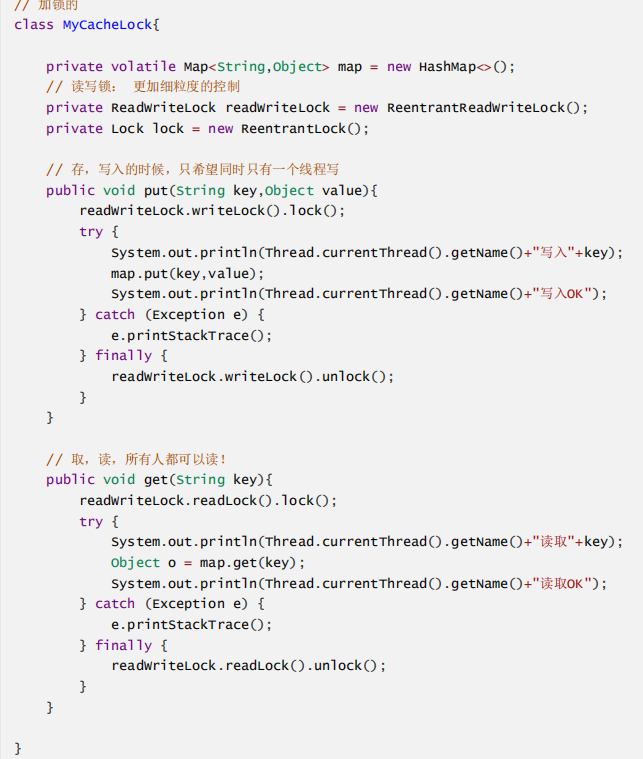 // 加锁的
class MyCacheLock{
private volatile Map<String,Object> map = new HashMap<>();
// 读写锁： 更加细粒度的控制
private ReadWriteLock readWriteLock = new ReentrantReadWriteLock();
private Lock lock = new ReentrantLock();
// 存，写入的时候，只希望同时只有一个线程写
public void put(String key,Object value){
readWriteLock.writeLock().lock();
try {
System.out.println(Thread.currentThread().getName()+"写入"+key);
map.put(key,value);
System.out.println(Thread.currentThread().getName()+"写入OK");
} catch (Exception e) {
e.printStackTrace();
} finally {
readWriteLock.writeLock().unlock();
}
}
// 取，读，所有人都可以读！
public void get(String key){
readWriteLock.readLock().lock();
try {
System.out.println(Thread.currentThread().getName()+"读取"+key);
Object o = map.get(key);
System.out.println(Thread.currentThread().getName()+"读取OK");
} catch (Exception e) {
e.printStackTrace();
} finally {
readWriteLock.readLock().unlock();
}
}
}